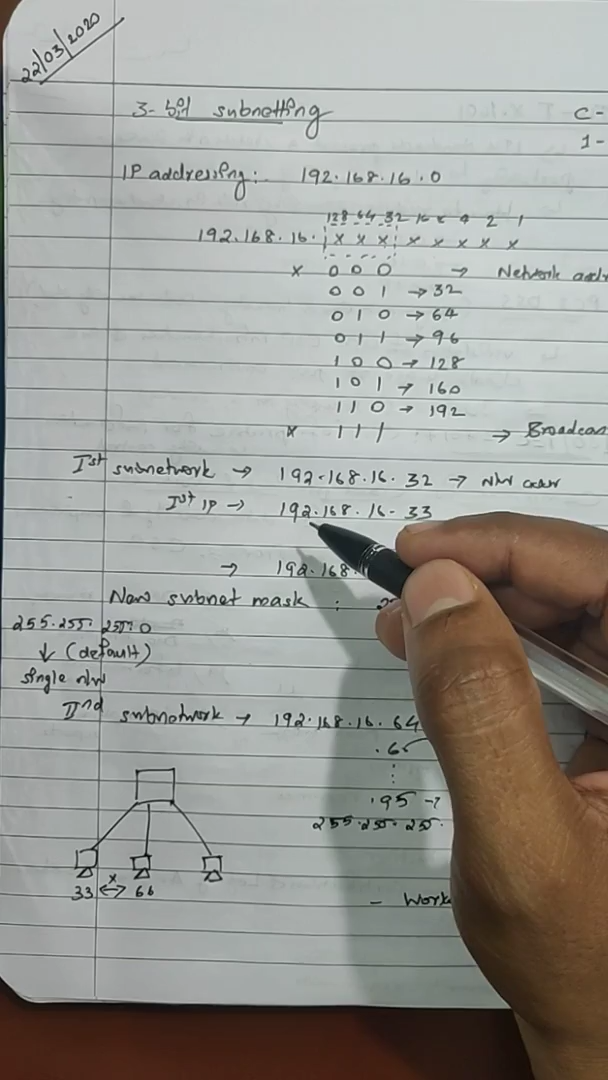 22/03/2020
3-bit subnetting
C-
1-
IP addressing:- 192.168.16.0
128 64 32 16 8 4 2 1
192.168.16. x x x x x x x x
x 0 0 0 → Network addr
0 0 1 → 32
0 1 0 → 64
0 1 1 → 96
1 0 0 → 128
1 0 1 → 160
1 1 0 → 192
x 1 1 1 → Broadcas
Ist subnetwork → 192.168.16.32 → N/W addr
Ist IP → 192.168.16.33
→ 192.168.
New subnet mask :
255.255.255.0
↓ (default)
single n/w
IInd subnetwork → 192.168.16.64
.6
.95 →
255.255.255.
x
33 ↔ 66
- Work